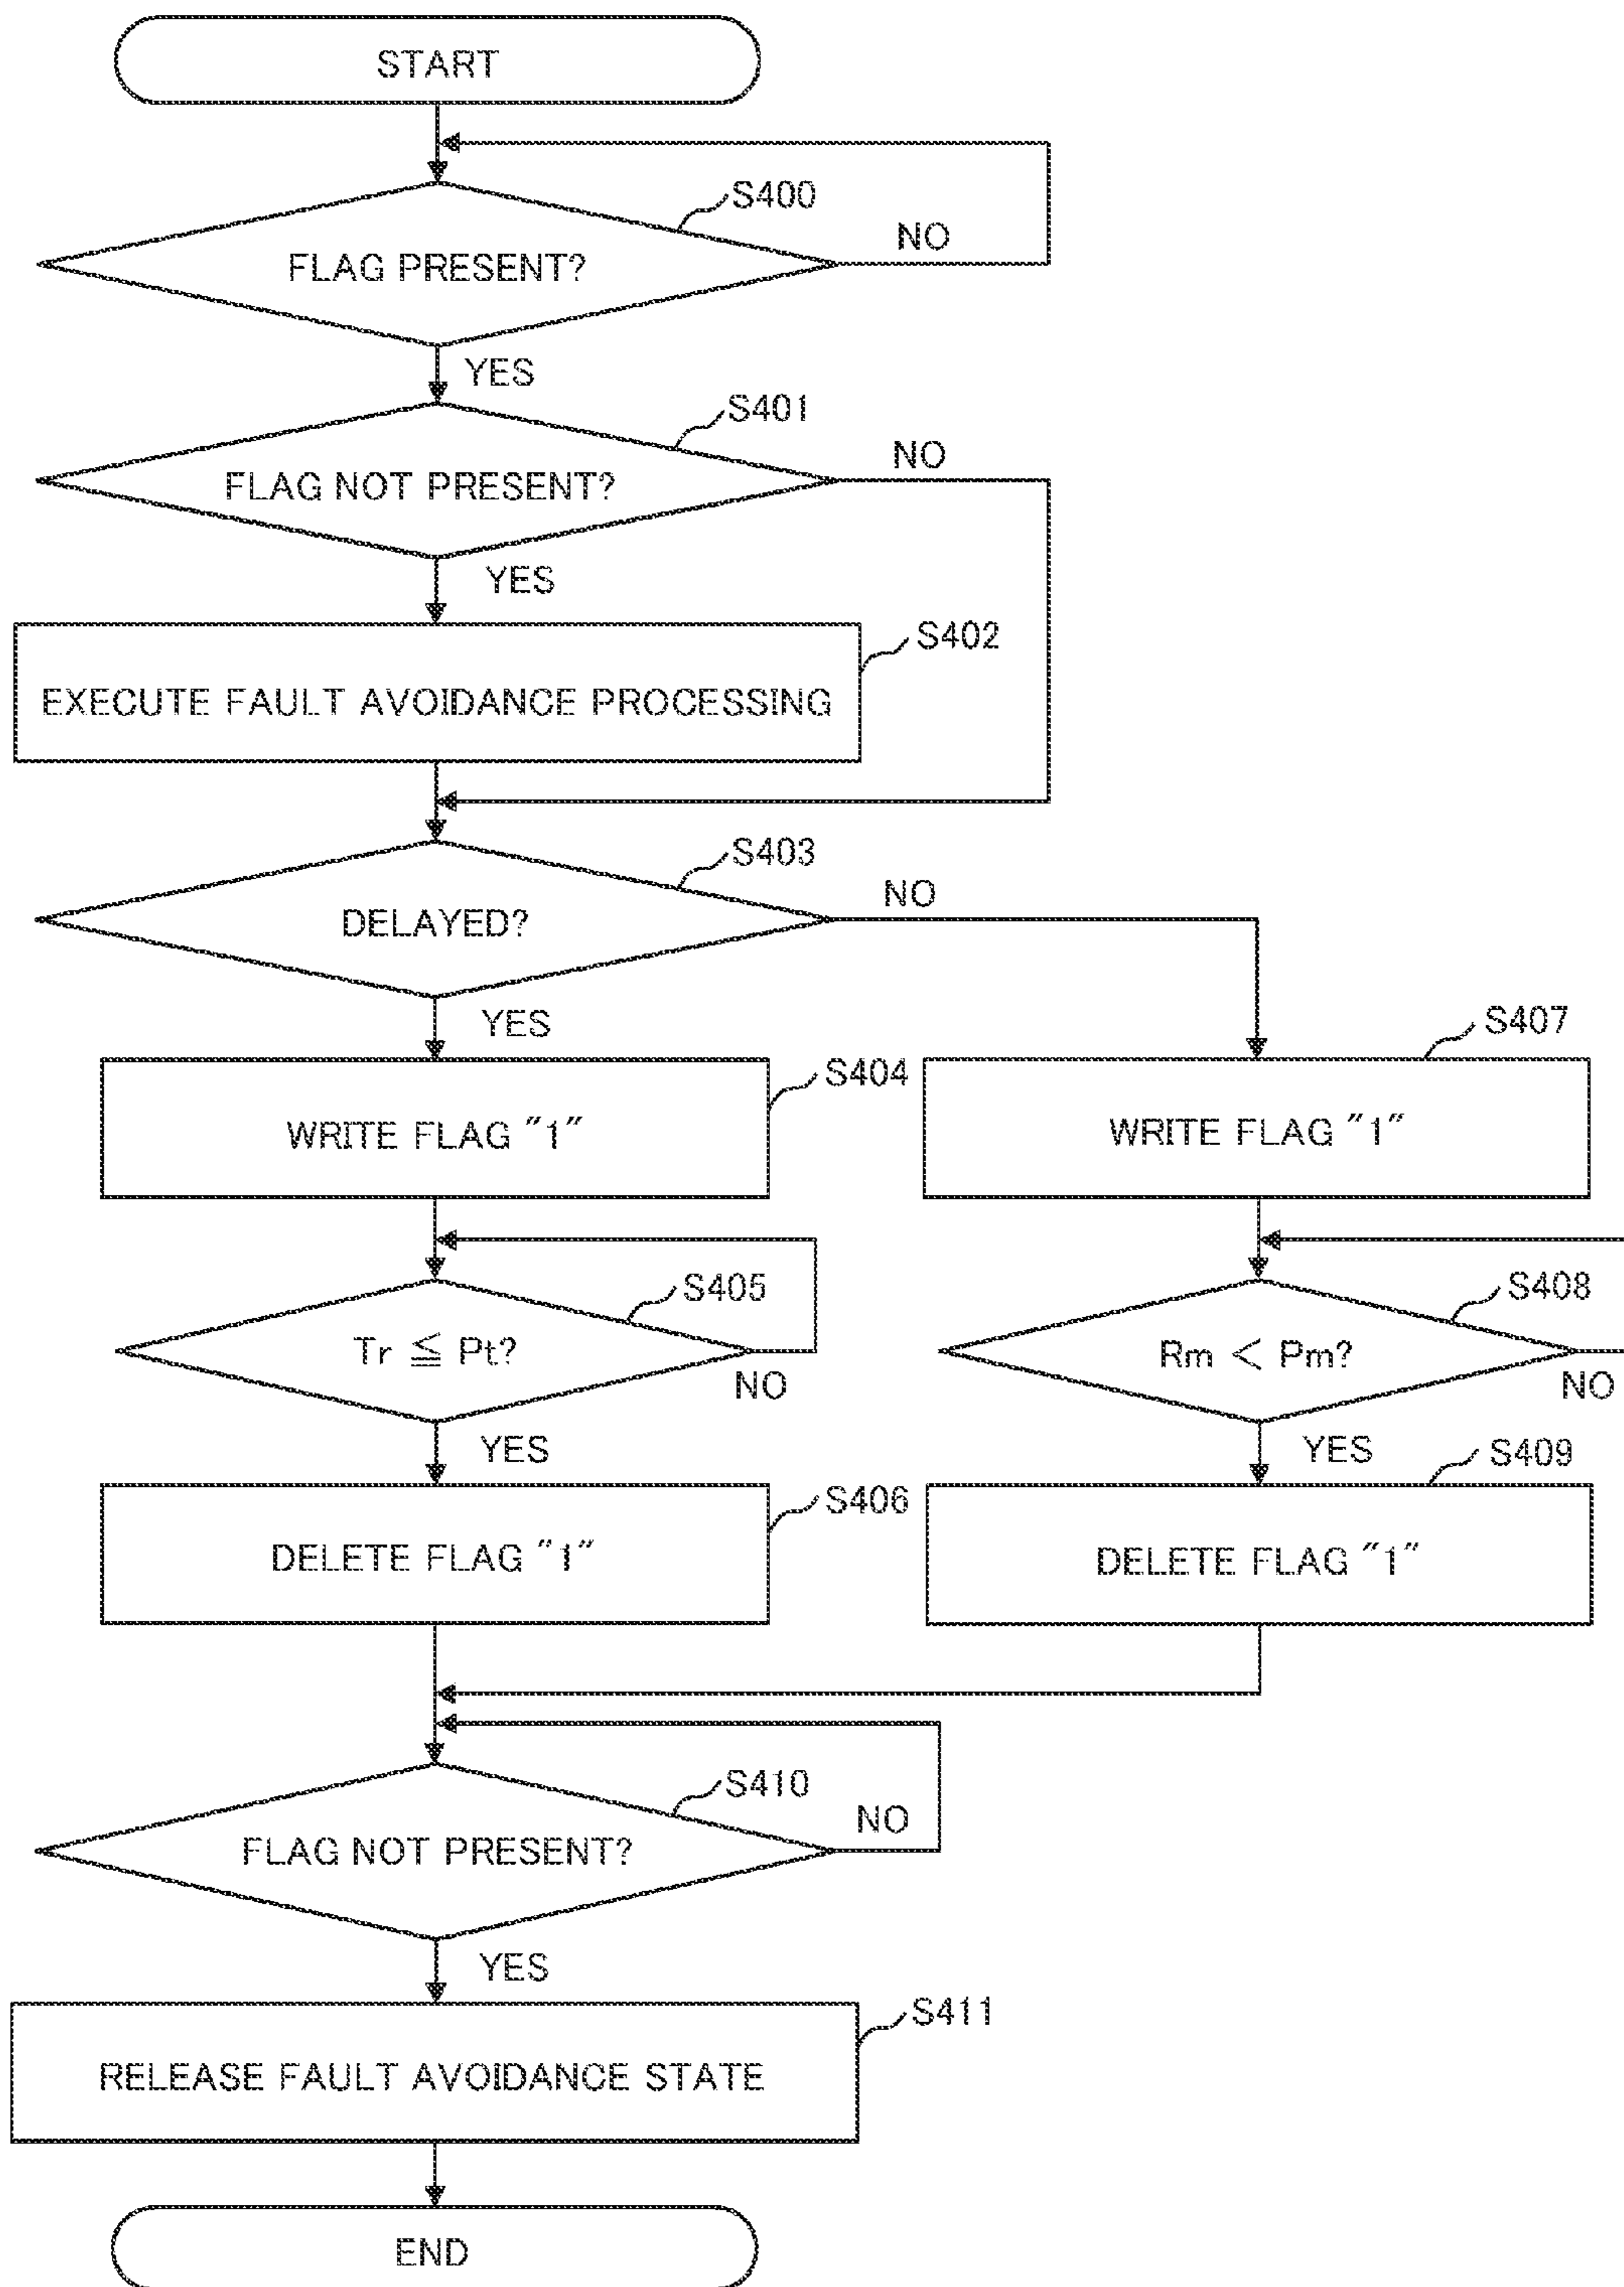 START
S400
FLAG PRESENT?
NO
YES
S401
FLAG NOT PRESENT?
NO
YES
S402
EXECUTE FAULT AVOIDANCE PROCESSING
S403
DELAYED?
NO
YES
S404
WRITE FLAG "1"
S407
WRITE FLAG "1"
S405
Tr ≦ Pt?
NO
S408
Rm < Pm?
NO
YES
YES
S406
DELETE FLAG "1"
S409
DELETE FLAG "1"
S410
FLAG NOT PRESENT?
NO
YES
S411
RELEASE FAULT AVOIDANCE STATE
END